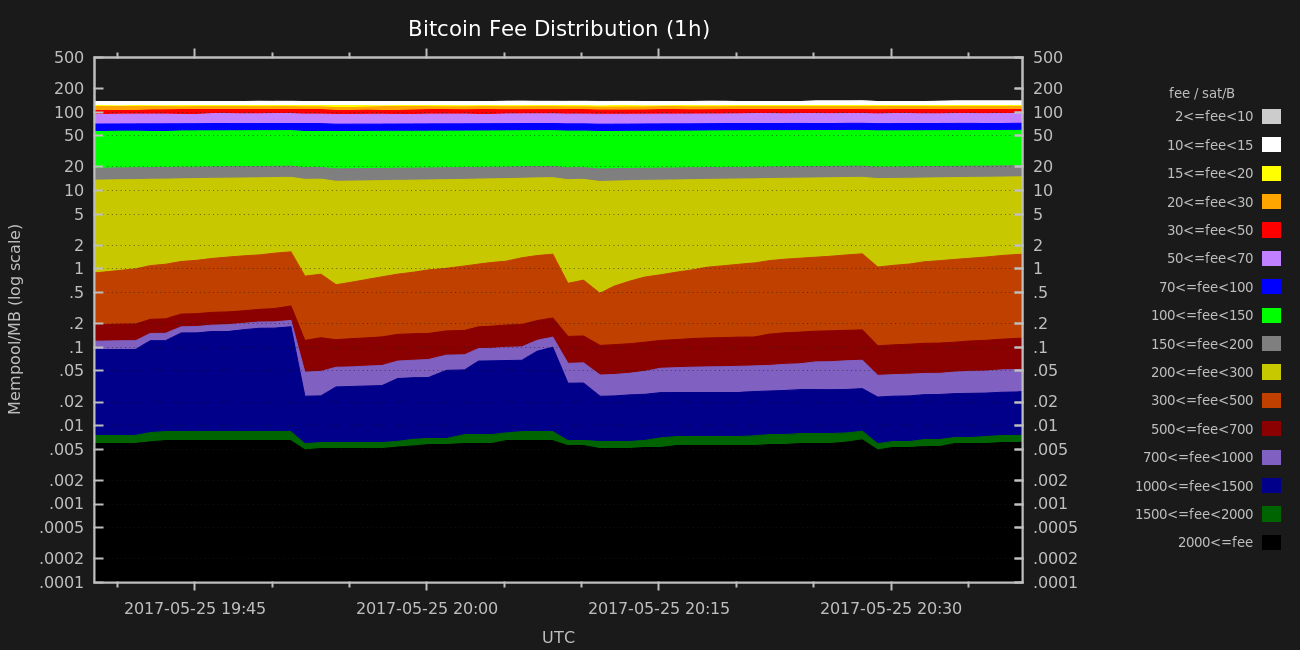 Bitcoin Fee Distribution (1h)
500
200
100
50
20
10
5
2
1
.5
.2
.1
.05
.02
.01
.005
.002
.001
.0005
.0002
.0001
Mempool/MB (log scale)
500
200
100
50
20
10
5
2
1
.5
.2
.1
.05
.02
.01
.005
.002
.001
.0005
.0002
.0001
2017-05-25 19:45
2017-05-25 20:00
2017-05-25 20:15
2017-05-25 20:30
UTC
fee / sat/B
2<=fee<10
10<=fee<15
15<=fee<20
20<=fee<30
30<=fee<50
50<=fee<70
70<=fee<100
100<=fee<150
150<=fee<200
200<=fee<300
300<=fee<500
500<=fee<700
700<=fee<1000
1000<=fee<1500
1500<=fee<2000
2000<=fee